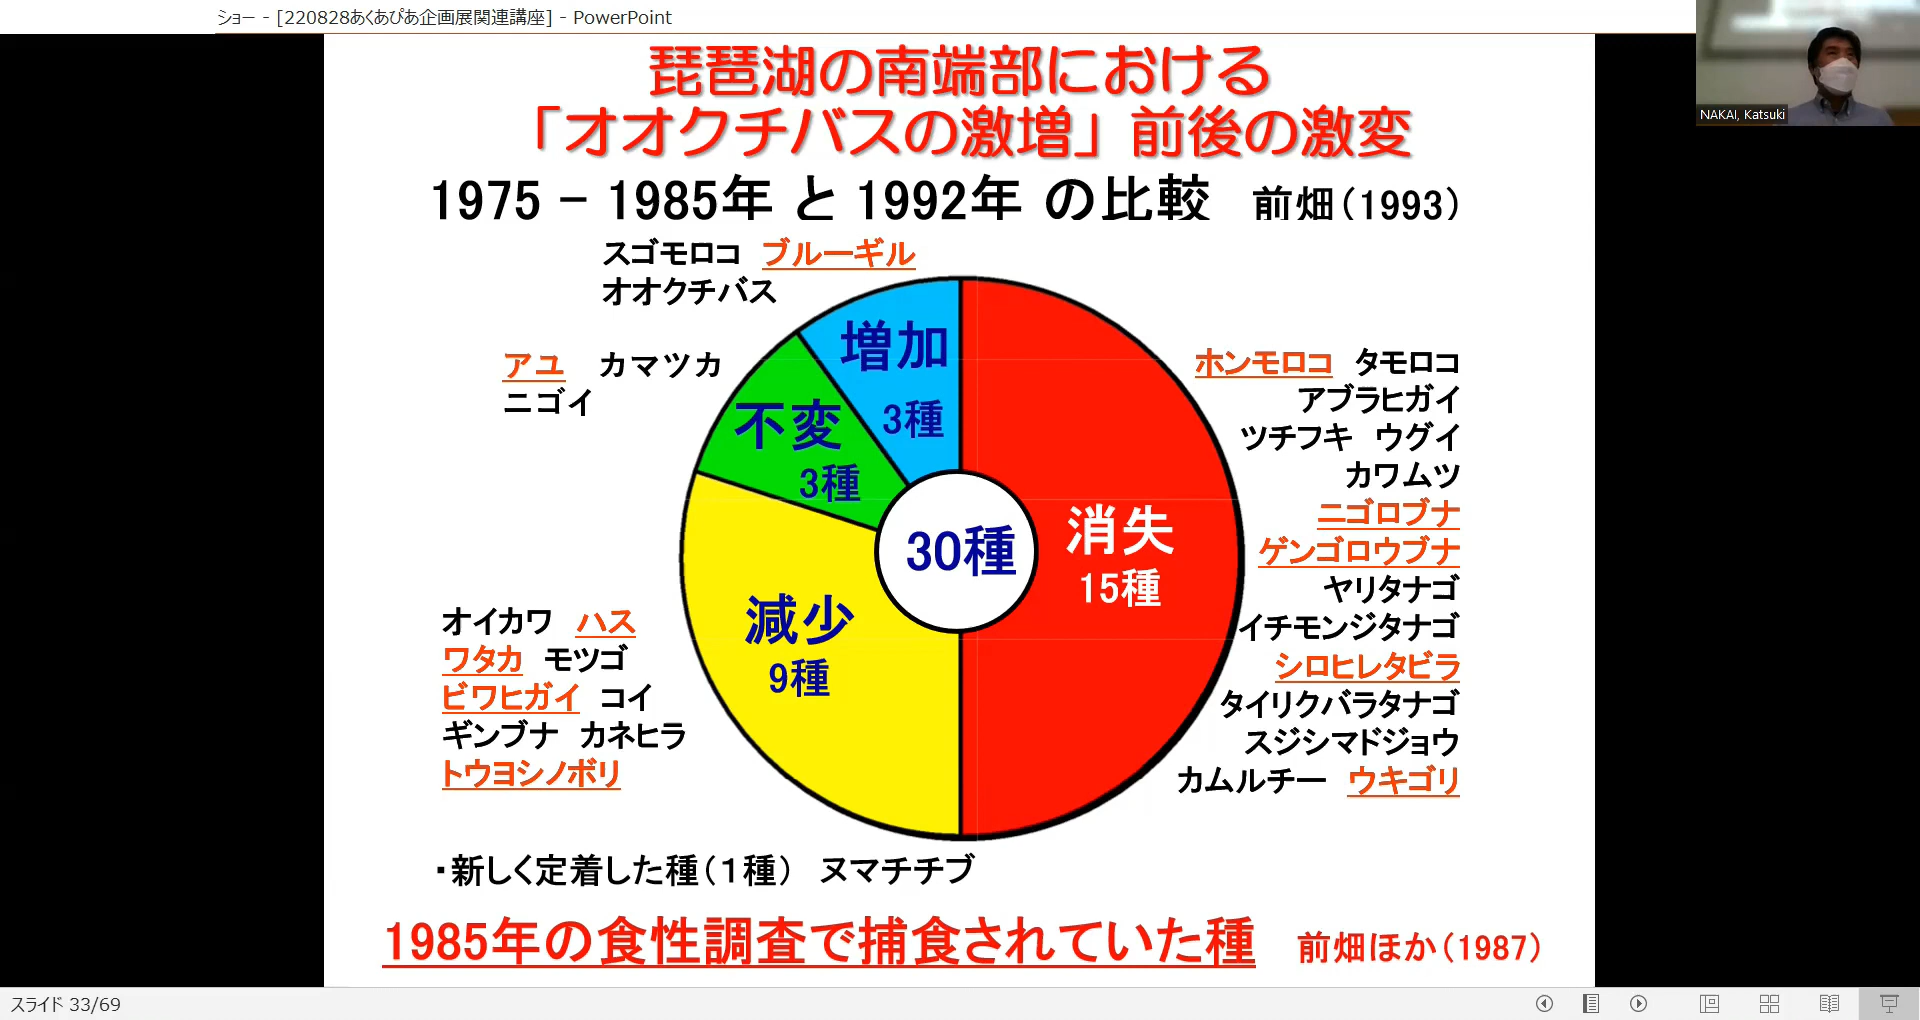 ショー - [220828あくあぴあ企画展関連講座] - PowerPoint
NAKAI, Katsuki
琵琶湖の南端部における
「オオクチバスの激増」前後の激変
1975 − 1985年 と 1992年 の比較 前畑（1993）
スゴモロコ ブルーギル
オオクチバス
アユ カマツカ
ニゴイ
増加
3種
不変
3種
30種
消失
15種
減少
9種
ホンモロコ タモロコ
アブラヒガイ
ツチフキ ウグイ
カワムツ
ニゴロブナ
ゲンゴロウブナ
ヤリタナゴ
イチモンジタナゴ
シロヒレタビラ
タイリクバラタナゴ
スジシマドジョウ
カムルチー ウキゴリ
オイカワ ハス
ワタカ モツゴ
ビワヒガイ コイ
ギンブナ カネヒラ
トウヨシノボリ
・新しく定着した種（１種） ヌマチチブ
1985年の食性調査で捕食されていた種 前畑ほか（1987）
スライド 33/69